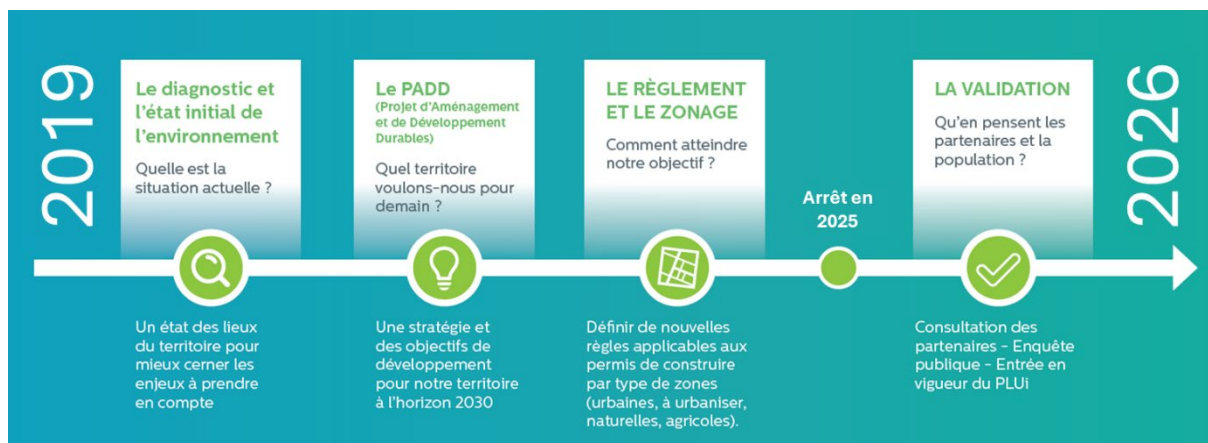 2019
Le diagnostic et
l'état initial de
l'environnement
Quelle est la
situation actuelle ?
Un état des lieux
du territoire pour
mieux cerner les
enjeux à prendre
en compte
Le PADD
(Projet d'Aménagement
et de Développement
Durables)
Quel territoire
voulons-nous pour
demain ?
Une stratégie et
des objectifs de
développement
pour notre territoire
à l'horizon 2030
LE RÈGLEMENT
ET LE ZONAGE
Comment atteindre
notre objectif ?
Définir de nouvelles
règles applicables aux
permis de construire
par type de zones
(urbaines, à urbaniser,
naturelles, agricoles).
Arrêt en
2025
LA VALIDATION
Qu'en pensent les
partenaires et la
population ?
Consultation des
partenaires - Enquête
publique - Entrée en
vigueur du PLUi
2026